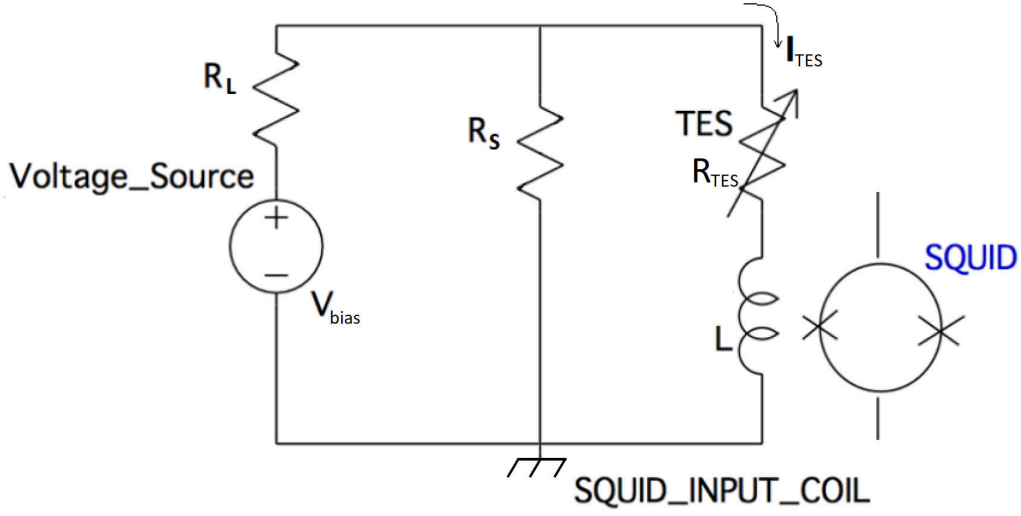 I_TES
R_L
R_S
TES
R_TES
Voltage_Source
+
−
V_bias
SQUID
L
SQUID_INPUT_COIL